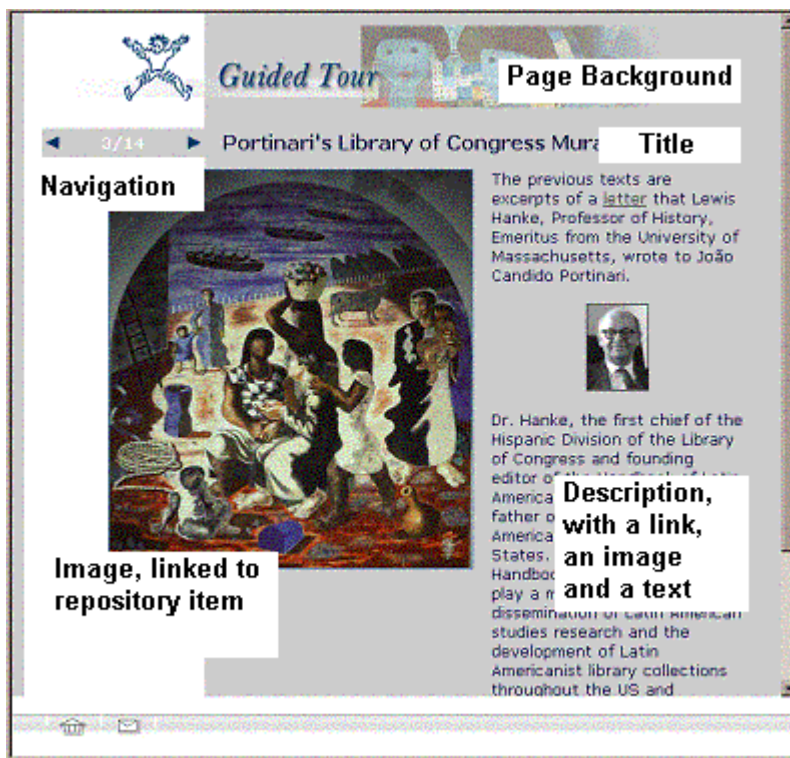 Guided Tour
Page Background
3/14
Portinari's Library of Congress Mura
Title
Navigation
The previous texts are
excerpts of a letter that Lewis
Hanke, Professor of History,
Emeritus from the University of
Massachusetts, wrote to João
Candido Portinari.
Dr. Hanke, the first chief of the
Hispanic Division of the Library
of Congress and founding
editor
America
father o
America
States.
Handbo
play a m
dissemination of Latin American
studies research and the
development of Latin
Americanist library collections
throughout the US and
Description,
with a link,
an image
and a text
Image, linked to
repository item